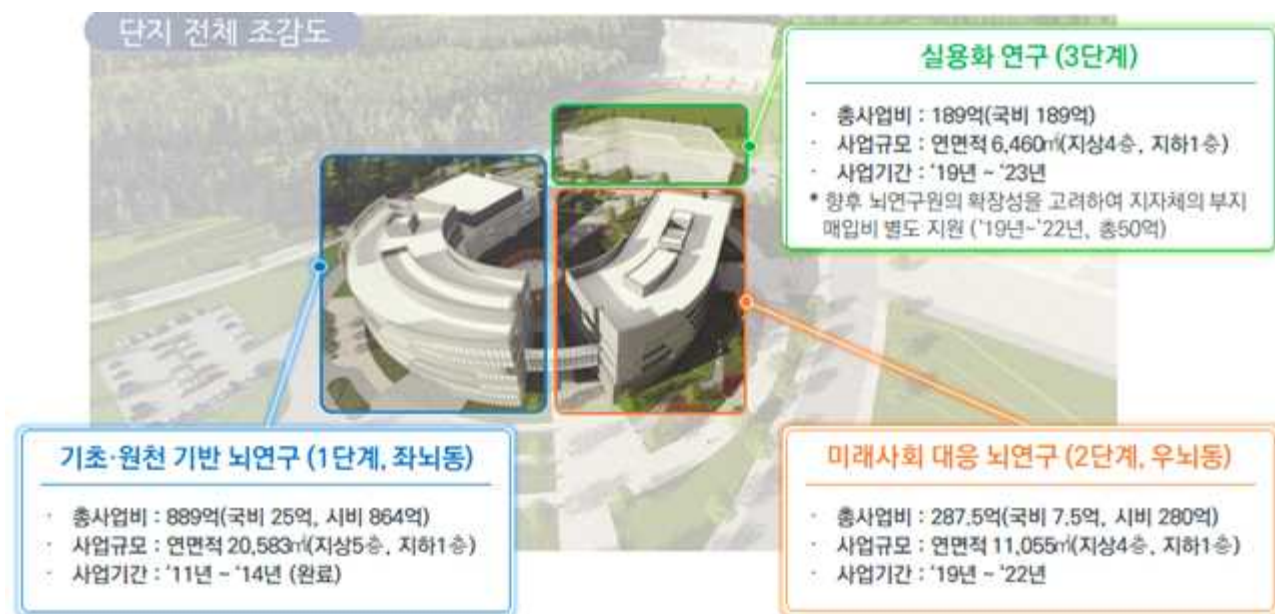 단지 전체 조감도
실용화 연구 (3단계)
· 총사업비 : 189억(국비 189억)
· 사업규모 : 연면적 6,460㎡(지상4층, 지하1층)
· 사업기간 : '19년 ~ '23년
* 향후 뇌연구원의 확장성을 고려하여 지자체의 부지
매입비 별도 지원 ('19년~'22년, 총50억)
기초·원천 기반 뇌연구 (1단계, 좌뇌동)
· 총사업비 : 889억(국비 25억, 시비 864억)
· 사업규모 : 연면적 20,583㎡(지상5층, 지하1층)
· 사업기간 : '11년 ~ '14년 (완료)
미래사회 대응 뇌연구 (2단계, 우뇌동)
· 총사업비 : 287.5억(국비 7.5억, 시비 280억)
· 사업규모 : 연면적 11,055㎡(지상4층, 지하1층)
· 사업기간 : '19년 ~ '22년